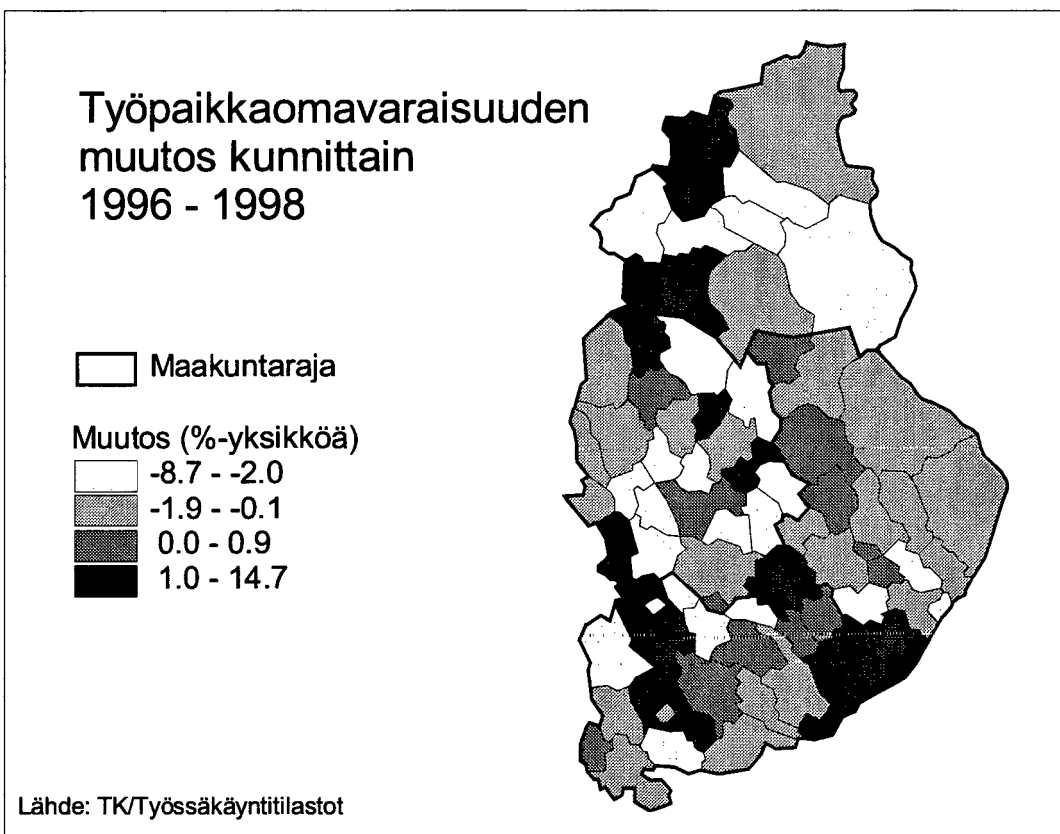 Työpaikkaomavaraisuuden
muutos kunnittain
1996 - 1998
Maakuntaraja
Muutos (%-yksikköä)
-8.7 - -2.0
-1.9 - -0.1
0.0 - 0.9
1.0 - 14.7
Lähde: TK/Työssäkäyntitilastot